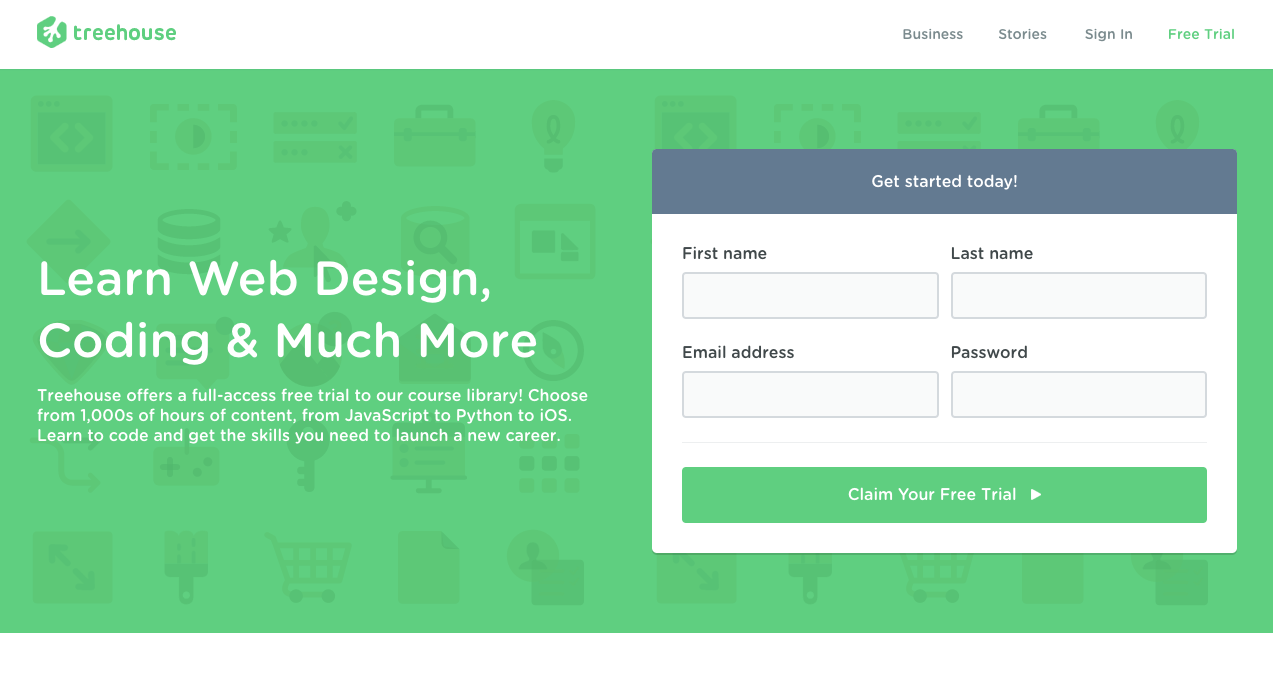 treehouse
Business
Stories
Sign In
Free Trial
Learn Web Design,
Coding & Much More
Treehouse offers a full-access free trial to our course library! Choose
from 1,000s of hours of content, from JavaScript to Python to iOS.
Learn to code and get the skills you need to launch a new career.
Get started today!
First name
Last name
Email address
Password
Claim Your Free Trial